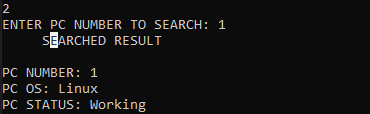 2
ENTER PC NUMBER TO SEARCH: 1
SEARCHED RESULT
PC NUMBER: 1
PC OS: Linux
PC STATUS: Working